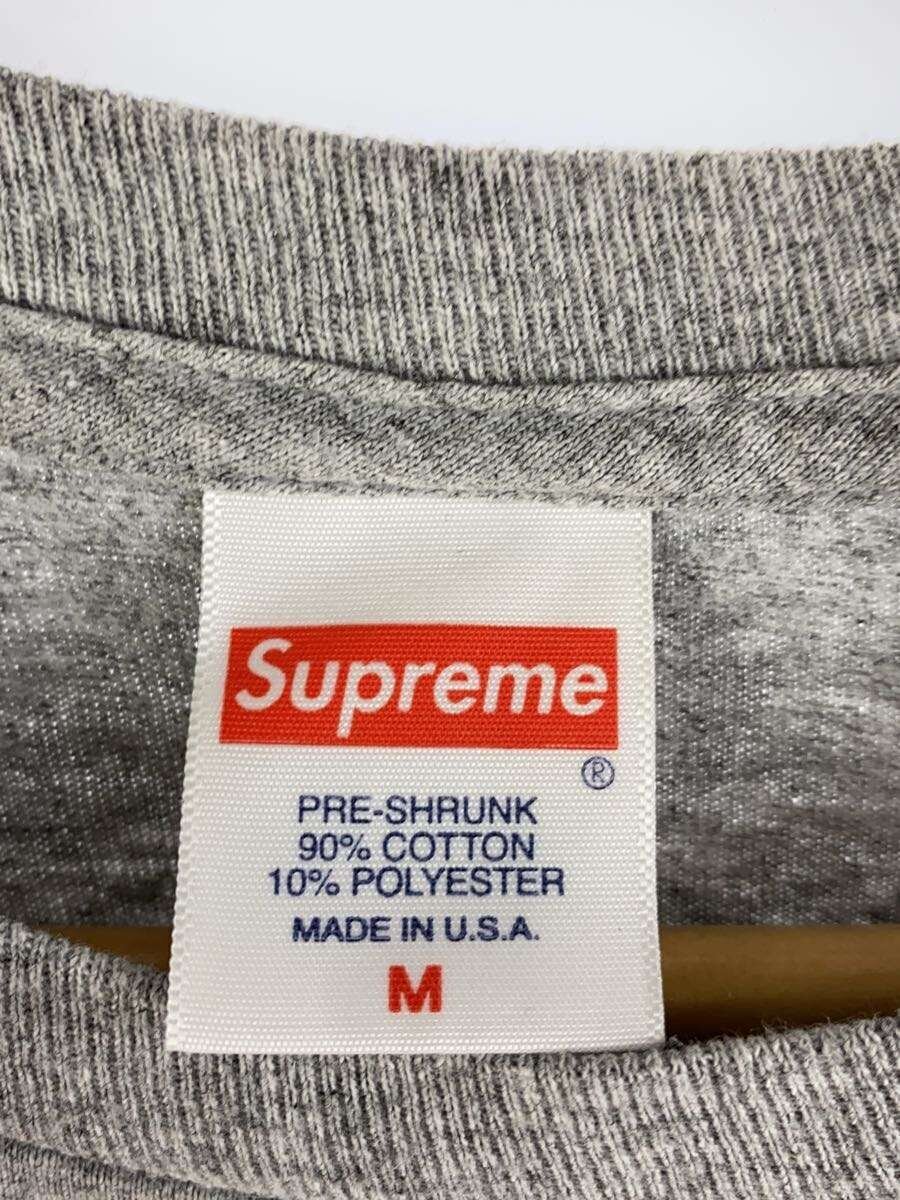 Supreme
®
PRE-SHRUNK
90% COTTON
10% POLYESTER
MADE IN U.S.A.
M